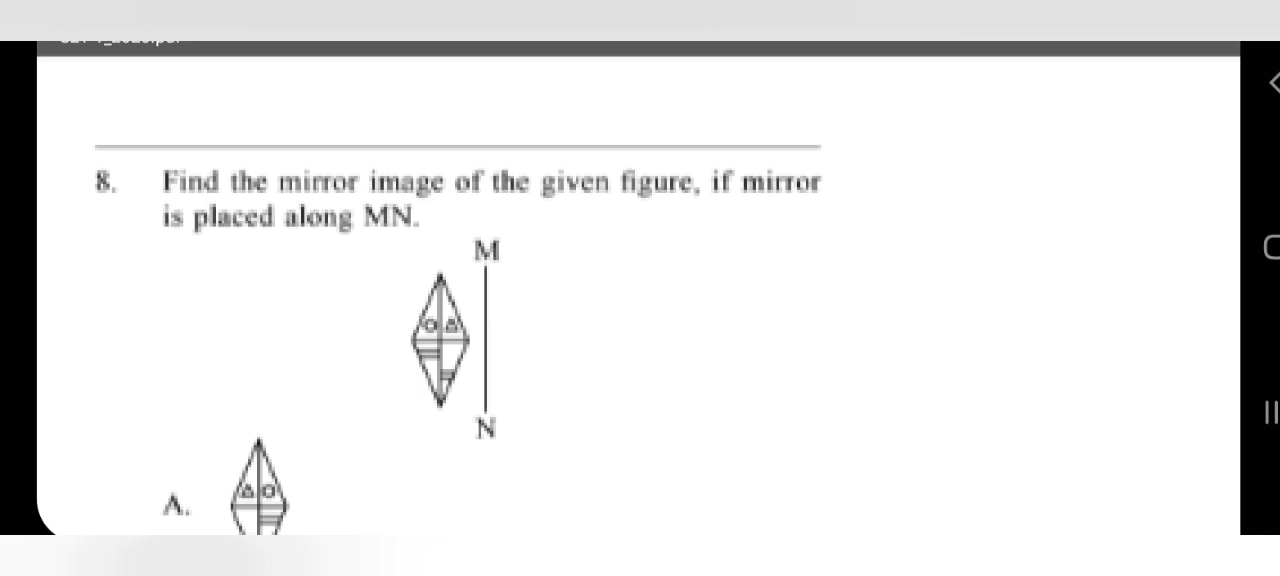 8. Find the mirror image of the given figure, if mirror
is placed along MN.
M
N
A.